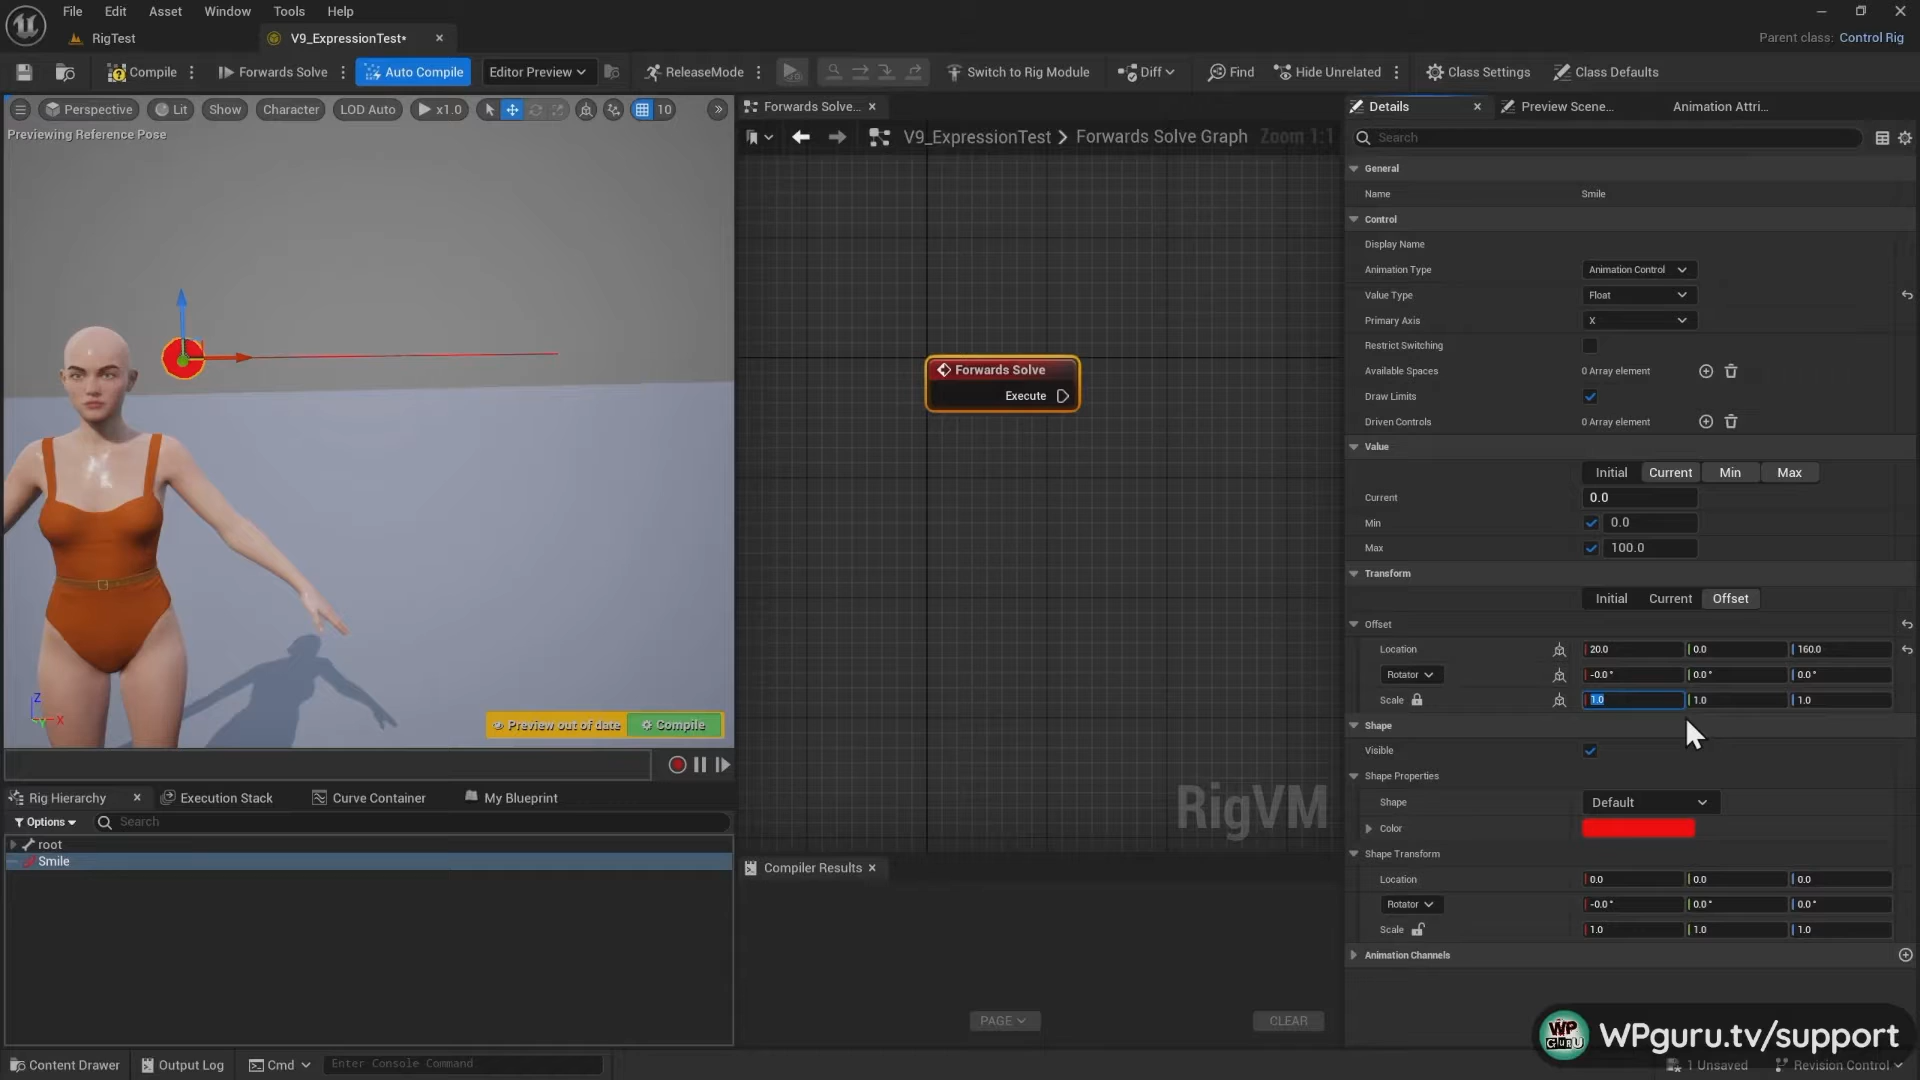 File Edit Asset Window Tools Help
RigTest
V9_ExpressionTest*
Parent class: Control Rig
Compile
Forwards Solve
Auto Compile
Editor Preview
ReleaseMode
Switch to Rig Module
Diff
Find
Hide Unrelated
Class Settings
Class Defaults
Perspective
Lit
Show
Character
LOD Auto
x1.0
10
Previewing Reference Pose
Z
X
Preview out of date
Compile
Rig Hierarchy
Execution Stack
Curve Container
My Blueprint
Options
Search
root
Smile
Forwards Solve...
V9_ExpressionTest > Forwards Solve Graph
Zoom 1:1
Forwards Solve
Execute
RigVM
Compiler Results
PAGE
CLEAR
Details
Preview Scene...
Animation Attri...
Search
General
Name Smile
Control
Display Name
Animation Type Animation Control
Value Type Float
Primary Axis X
Restrict Switching
Available Spaces 0 Array element
Draw Limits
Driven Controls 0 Array element
Value
Initial Current Min Max
Current 0.0
Min 0.0
Max 100.0
Transform
Initial Current Offset
Offset
Location 20.0 0.0 160.0
Rotator -0.0° 0.0° 0.0°
Scale 1.0 1.0 1.0
Shape
Visible
Shape Properties
Shape Default
Color
Shape Transform
Location 0.0 0.0 0.0
Rotator -0.0° 0.0° 0.0°
Scale 1.0 1.0 1.0
Animation Channels
WP GURU
WPguru.tv/support
Content Drawer
Output Log
Cmd
Enter Console Command
1 Unsaved
Revision Control